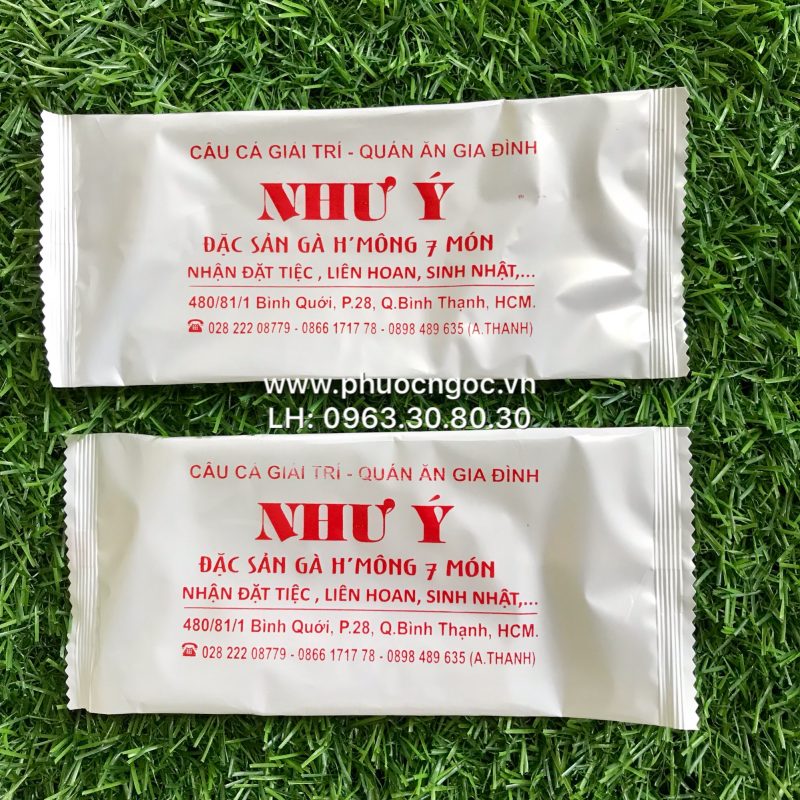 CÂU CÁ GIẢI TRÍ - QUÁN ĂN GIA ĐÌNH
NHƯ Ý
ĐẶC SẢN GÀ H'MÔNG 7 MÓN
NHẬN ĐẶT TIỆC , LIÊN HOAN, SINH NHẬT,...
480/81/1 Bình Quới, P.28, Q.Bình Thạnh, HCM.
☎ 028 222 08779 - 0866 1717 78 - 0898 489 635 (A.THANH)
www.phuocngoc.vn
LH: 0963.30.80.30
CÂU CÁ GIẢI TRÍ - QUÁN ĂN GIA ĐÌNH
NHƯ Ý
ĐẶC SẢN GÀ H'MÔNG 7 MÓN
NHẬN ĐẶT TIỆC , LIÊN HOAN, SINH NHẬT,...
480/81/1 Bình Quới, P.28, Q.Bình Thạnh, HCM.
☎ 028 222 08779 - 0866 1717 78 - 0898 489 635 (A.THANH)